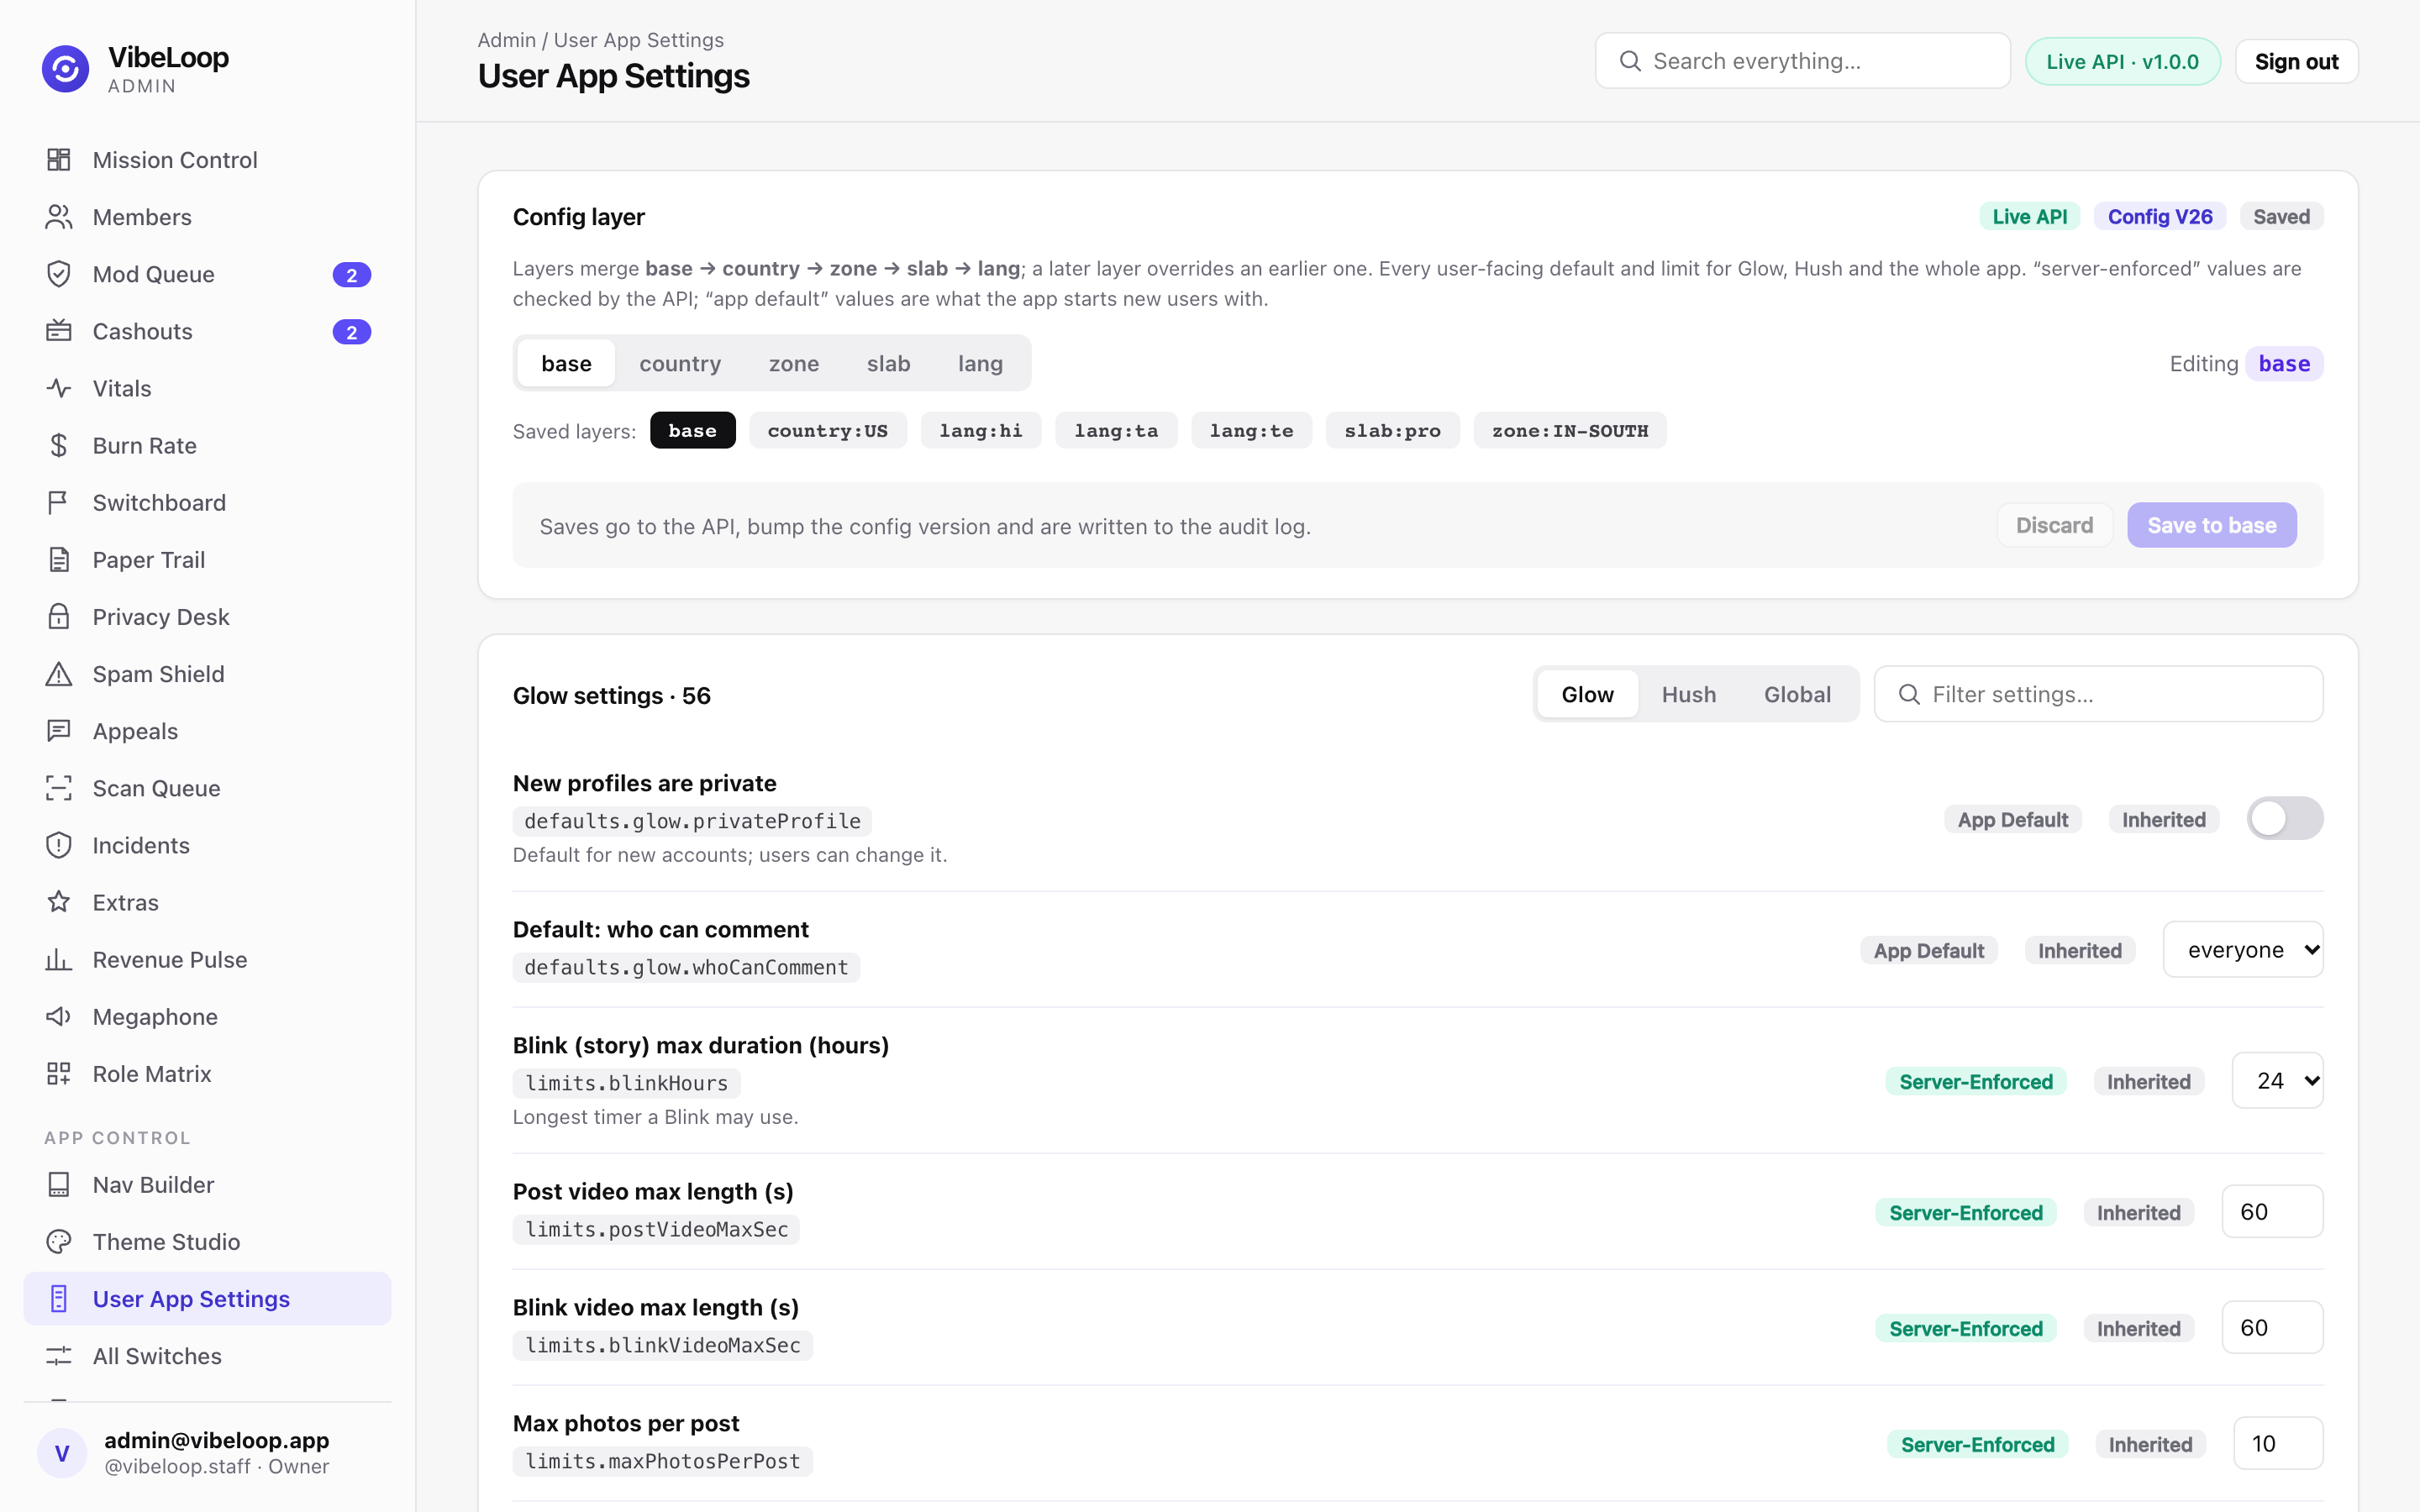 VibeLoop
ADMIN
Mission Control
Members
Mod Queue 2
Cashouts 2
Vitals
Burn Rate
Switchboard
Paper Trail
Privacy Desk
Spam Shield
Appeals
Scan Queue
Incidents
Extras
Revenue Pulse
Megaphone
Role Matrix
APP CONTROL
Nav Builder
Theme Studio
User App Settings
All Switches
V
admin@vibeloop.app
@vibeloop.staff · Owner
Admin / User App Settings
User App Settings
Search everything...
Live API · v1.0.0
Sign out
Config layer
Live API Config V26 Saved
Layers merge base → country → zone → slab → lang; a later layer overrides an earlier one. Every user-facing default and limit for Glow, Hush and the whole app. “server-enforced” values are
checked by the API; “app default” values are what the app starts new users with.
base country zone slab lang
Editing base
Saved layers: base country:US lang:hi lang:ta lang:te slab:pro zone:IN-SOUTH
Saves go to the API, bump the config version and are written to the audit log.
Discard Save to base
Glow settings · 56
Glow Hush Global
Filter settings...
New profiles are private
defaults.glow.privateProfile
Default for new accounts; users can change it.
App Default Inherited
Default: who can comment
defaults.glow.whoCanComment
App Default Inherited everyone
Blink (story) max duration (hours)
limits.blinkHours
Longest timer a Blink may use.
Server-Enforced Inherited 24
Post video max length (s)
limits.postVideoMaxSec
Server-Enforced Inherited 60
Blink video max length (s)
limits.blinkVideoMaxSec
Server-Enforced Inherited 60
Max photos per post
limits.maxPhotosPerPost
Server-Enforced Inherited 10